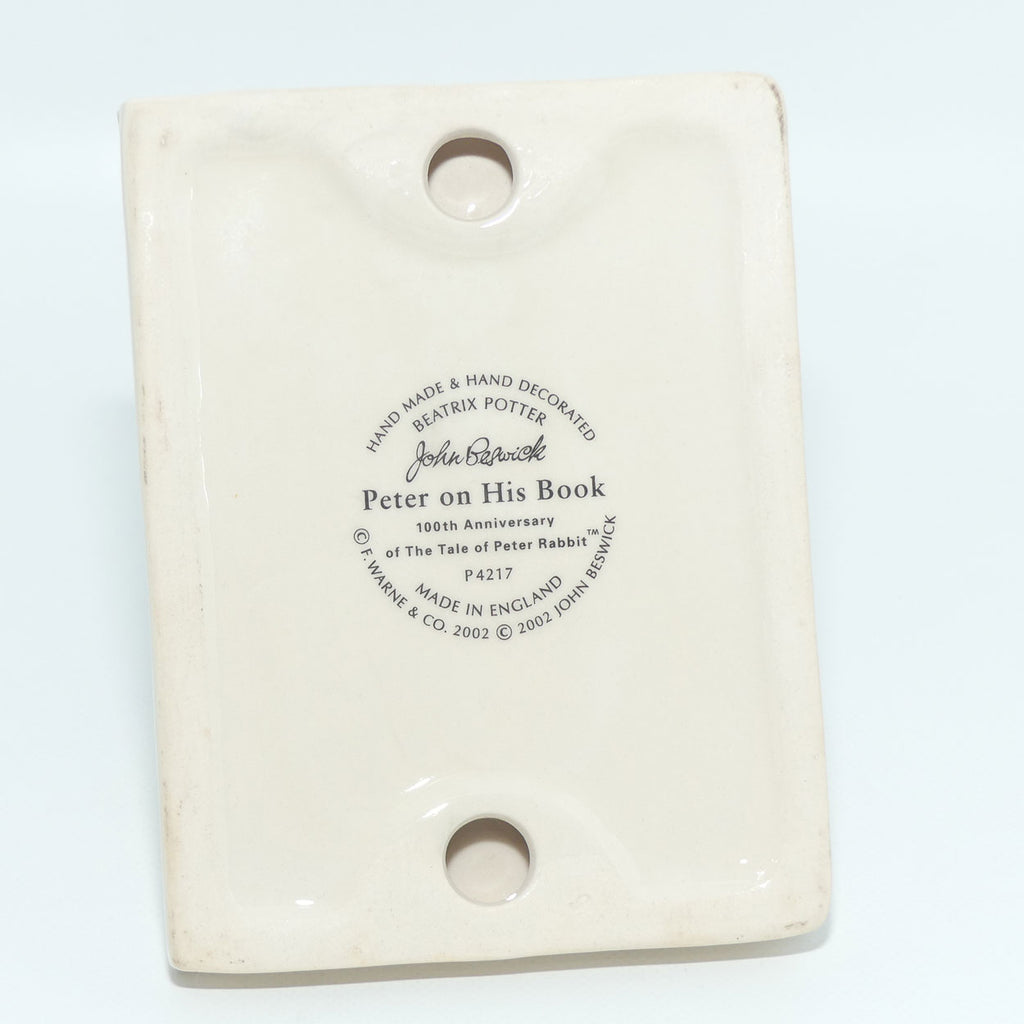 HAND MADE & HAND DECORATED
BEATRIX POTTER
John Beswick
Peter on His Book
100th Anniversary
of The Tale of Peter Rabbit™
P4217
MADE IN ENGLAND
© F. WARNE & CO. 2002 © 2002 JOHN BESWICK